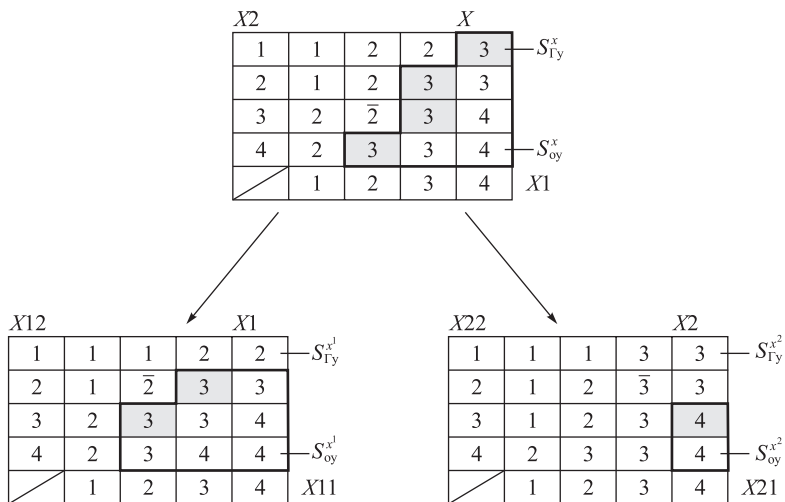 X2 X
1 1 2 2 3 S^x_Гу
2 1 2 3 3
3 2 2̅ 3 4
4 2 3 3 4 S^x_оу
1 2 3 4 X1
X12 X1
1 1 1 2 2 S^{x^1}_Гу
2 1 2̅ 3 3
3 2 3 3 4
4 2 3 4 4 S^{x^1}_оу
1 2 3 4 X11
X22 X2
1 1 1 3 3 S^{x^2}_Гу
2 1 2 3̅ 3
3 1 2 3 4
4 2 3 3 4 S^{x^2}_оу
1 2 3 4 X21